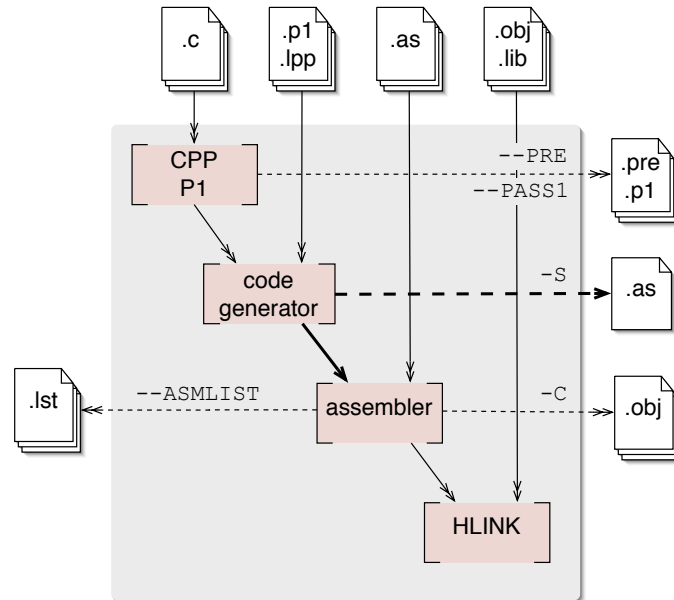 .c
.p1
.lpp
.as
.obj
.lib
CPP
P1
--PRE
--PASS1
.pre
.p1
code
generator
-S
.as
.lst
--ASMLIST
assembler
-C
.obj
HLINK